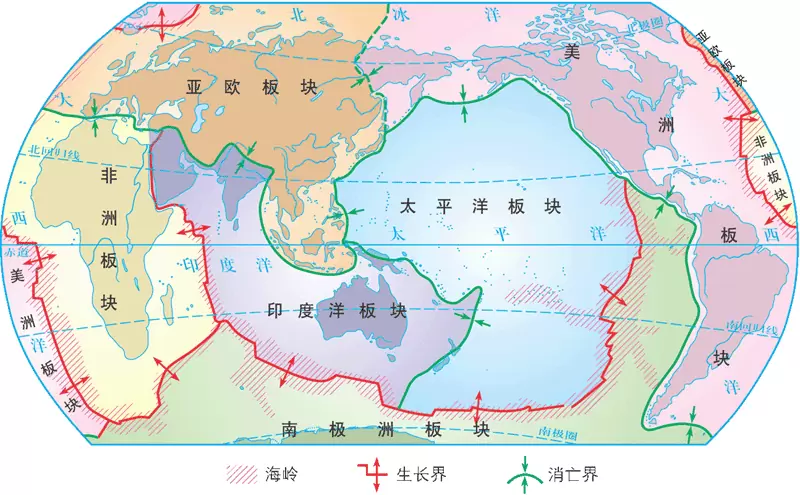 北冰洋
北极圈
亚欧板块
美洲板块
亚欧板块
大西洋
非洲板块
北回归线
非洲板块
太平洋板块
大西洋
太平洋
赤道
印度洋
美洲板块
印度洋板块
南回归线
南极洲板块
南极圈
海岭
生长界
消亡界